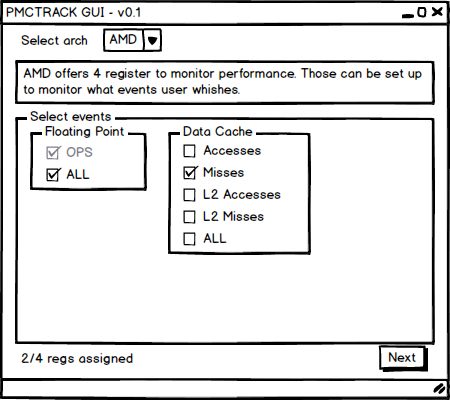 PMCTRACK GUI - v0.1
Select arch AMD
AMD offers 4 register to monitor performance. Those can be set up
to monitor what events user whishes.
Select events
Floating Point
OPS
ALL
Data Cache
Accesses
Misses
L2 Accesses
L2 Misses
ALL
2/4 regs assigned
Next